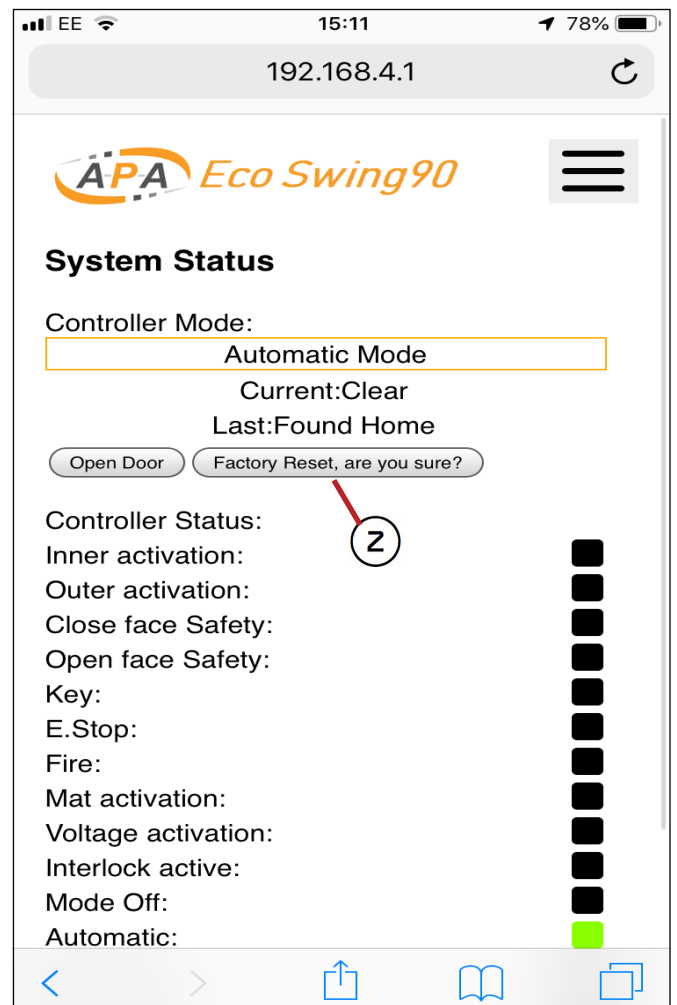 EE 15:11 78%
192.168.4.1
APA Eco Swing90
System Status
Controller Mode:
Automatic Mode
Current:Clear
Last:Found Home
Open Door Factory Reset, are you sure?
Controller Status:
2
Inner activation:
Outer activation:
Close face Safety:
Open face Safety:
Key:
E.Stop:
Fire:
Mat activation:
Voltage activation:
Interlock active:
Mode Off:
Automatic: